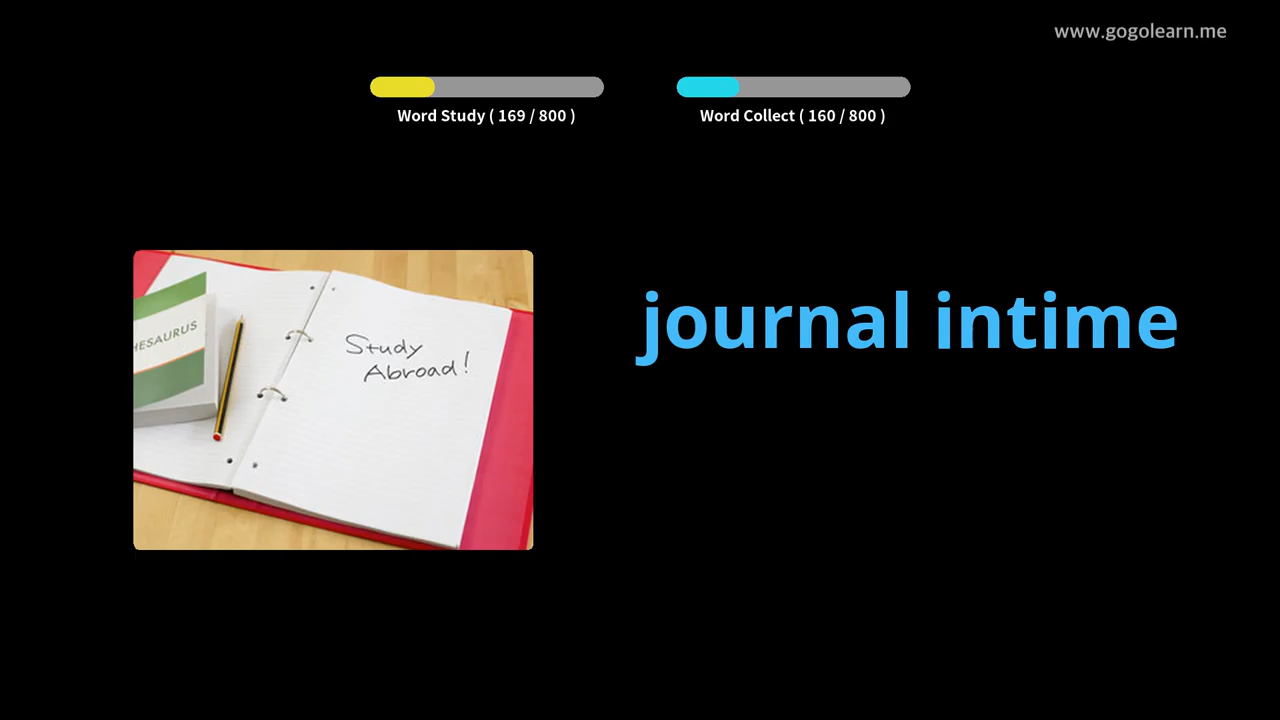 www.gogolearn.me
Word Study ( 169 / 800 )
Word Collect ( 160 / 800 )
journal intime
HESAURUS
Study
Abroad!